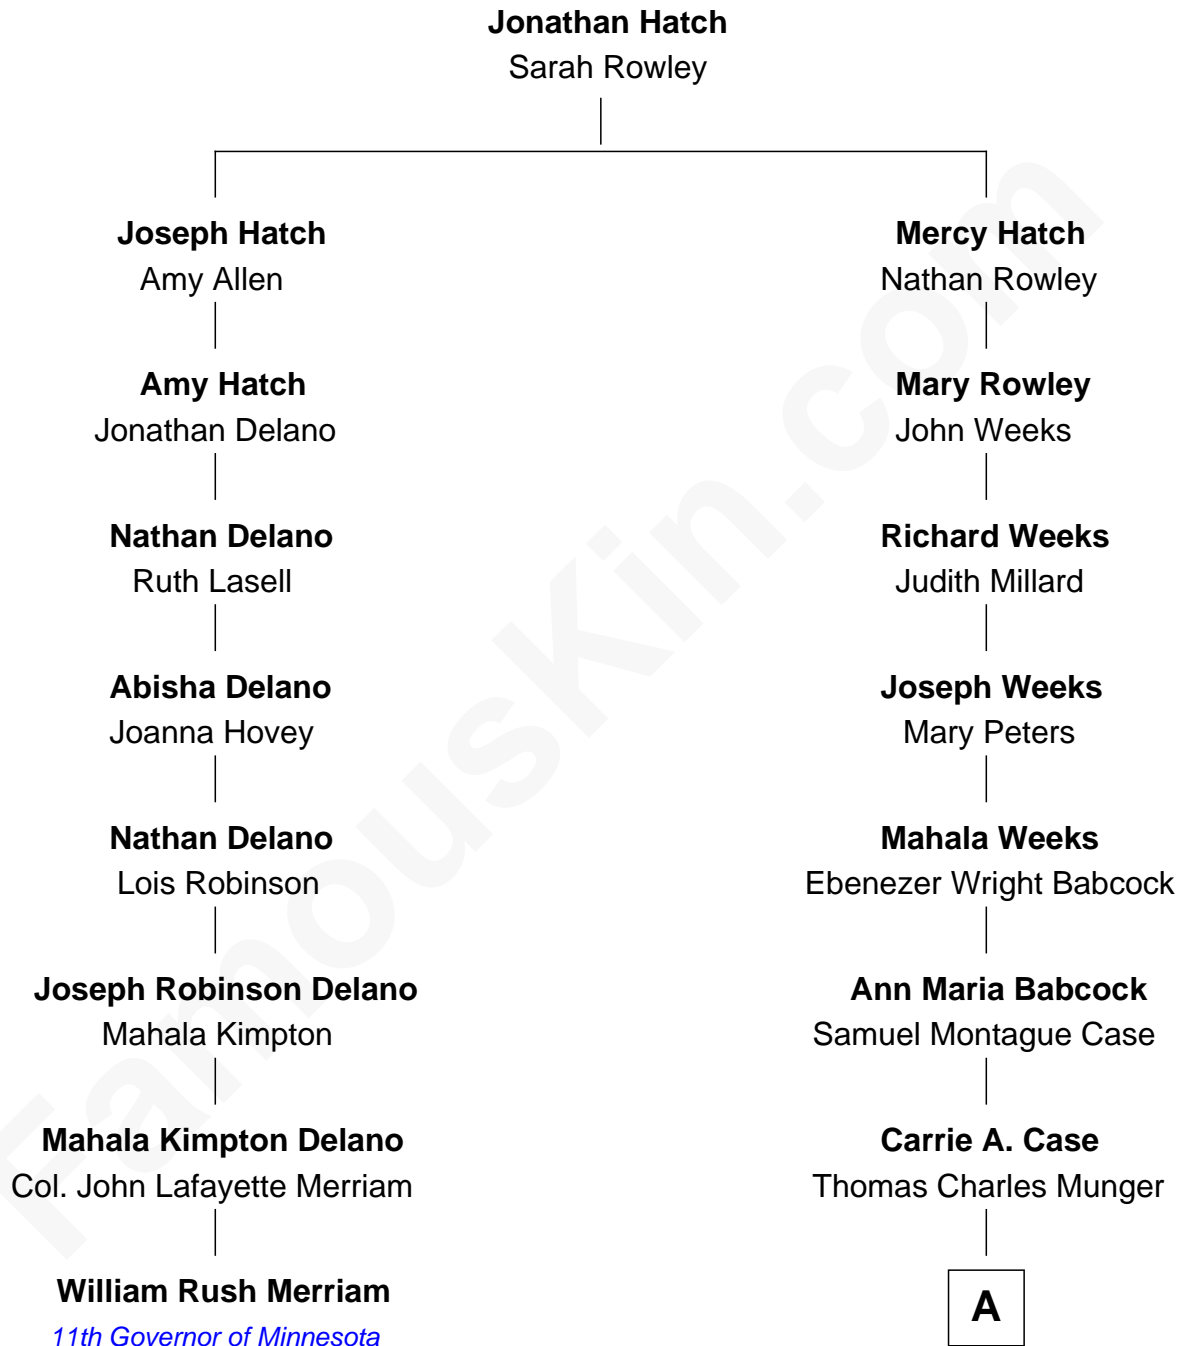 Jonathan Hatch
Sarah Rowley
Joseph Hatch
Amy Allen
Amy Hatch
Jonathan Delano
Nathan Delano
Ruth Lasell
Abisha Delano
Joanna Hovey
Nathan Delano
Lois Robinson
Joseph Robinson Delano
Mahala Kimpton
Mahala Kimpton Delano
Col. John Lafayette Merriam
William Rush Merriam
11th Governor of Minnesota
Mercy Hatch
Nathan Rowley
Mary Rowley
John Weeks
Richard Weeks
Judith Millard
Joseph Weeks
Mary Peters
Mahala Weeks
Ebenezer Wright Babcock
Ann Maria Babcock
Samuel Montague Case
Carrie A. Case
Thomas Charles Munger
A
FamousKin.com